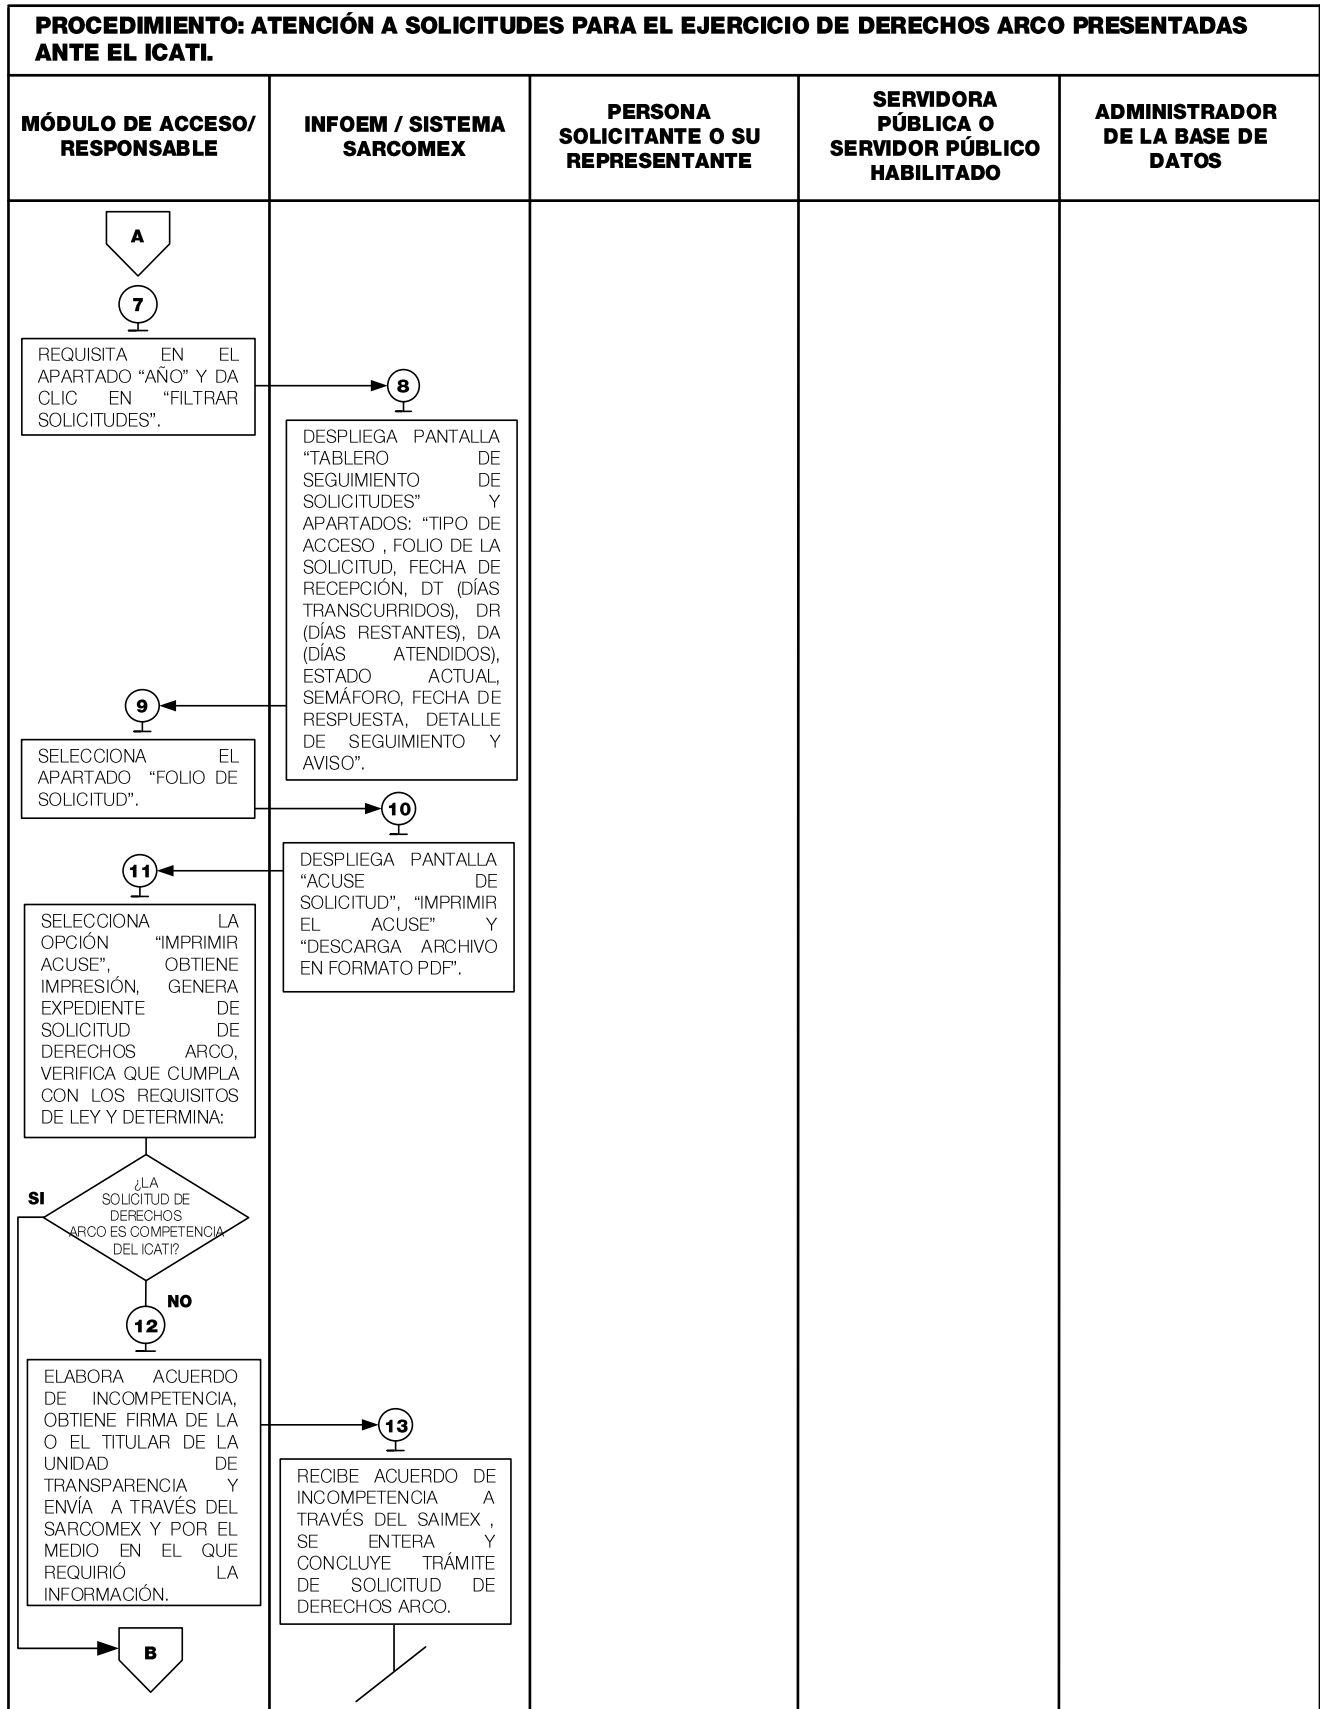 PROCEDIMIENTO: ATENCIÓN A SOLICITUDES PARA EL EJERCICIO DE DERECHOS ARCO PRESENTADAS
ANTE EL ICATI.
MÓDULO DE ACCESO/
RESPONSABLE
INFOEM / SISTEMA
SARCOMEX
PERSONA
SOLICITANTE O SU
REPRESENTANTE
SERVIDORA
PÚBLICA O
SERVIDOR PÚBLICO
HABILITADO
ADMINISTRADOR
DE LA BASE DE
DATOS
A
7
REQUISITA EN EL
APARTADO “AÑO” Y DA
CLIC EN “FILTRAR
SOLICITUDES”.
8
DESPLIEGA PANTALLA
“TABLERO DE
SEGUIMIENTO DE
SOLICITUDES” Y
APARTADOS: “TIPO DE
ACCESO , FOLIO DE LA
SOLICITUD, FECHA DE
RECEPCIÓN, DT (DÍAS
TRANSCURRIDOS), DR
(DÍAS RESTANTES), DA
(DÍAS ATENDIDOS),
ESTADO ACTUAL,
SEMÁFORO, FECHA DE
RESPUESTA, DETALLE
DE SEGUIMIENTO Y
AVISO”.
9
SELECCIONA EL
APARTADO “FOLIO DE
SOLICITUD”.
10
DESPLIEGA PANTALLA
“ACUSE DE
SOLICITUD”, “IMPRIMIR
EL ACUSE” Y
“DESCARGA ARCHIVO
EN FORMATO PDF”.
11
SELECCIONA LA
OPCIÓN “IMPRIMIR
ACUSE”, OBTIENE
IMPRESIÓN, GENERA
EXPEDIENTE DE
SOLICITUD DE
DERECHOS ARCO,
VERIFICA QUE CUMPLA
CON LOS REQUISITOS
DE LEY Y DETERMINA:
¿LA
SOLICITUD DE
DERECHOS
ARCO ES COMPETENCIA
DEL ICATI?
SI
NO
12
ELABORA ACUERDO
DE INCOMPETENCIA,
OBTIENE FIRMA DE LA
O EL TITULAR DE LA
UNIDAD DE
TRANSPARENCIA Y
ENVÍA A TRAVÉS DEL
SARCOMEX Y POR EL
MEDIO EN EL QUE
REQUIRIÓ LA
INFORMACIÓN.
13
RECIBE ACUERDO DE
INCOMPETENCIA A
TRAVÉS DEL SAIMEX ,
SE ENTERA Y
CONCLUYE TRÁMITE
DE SOLICITUD DE
DERECHOS ARCO.
B